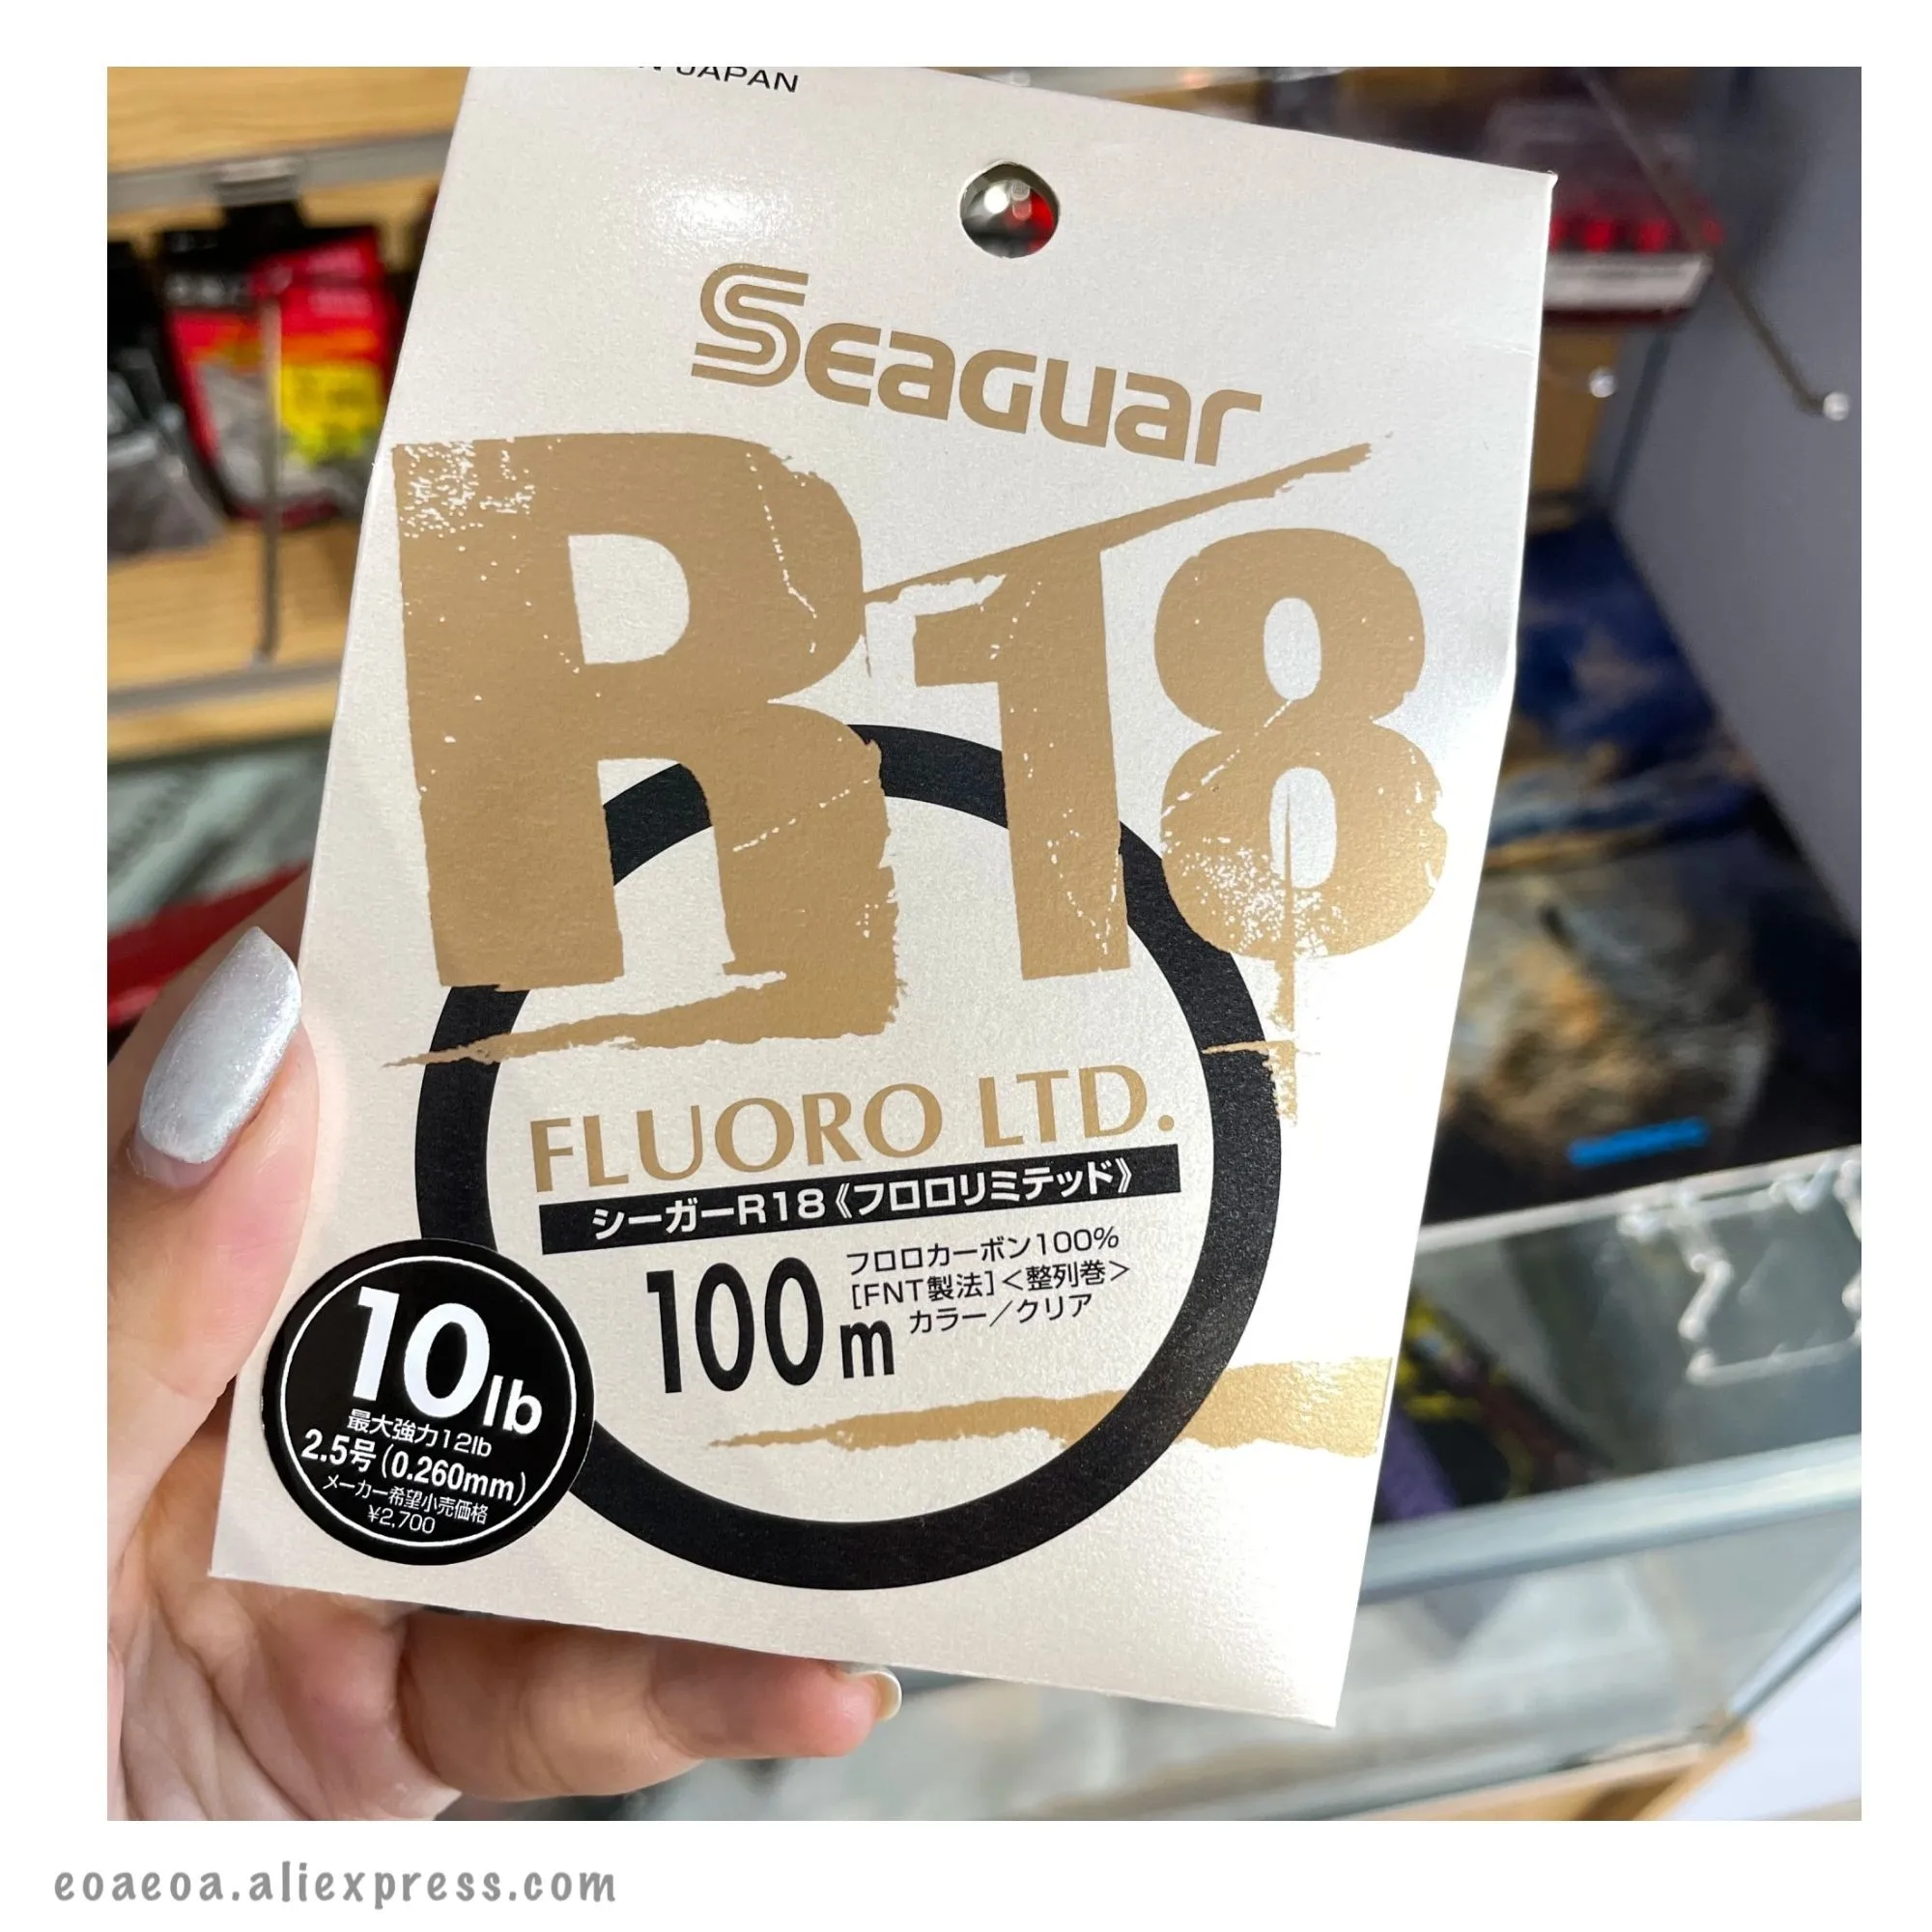 JAPAN
SEAGUAR
R18
FLUORO LTD.
シーガーR18《フロロリミテッド》
100m
フロロカーボン100%
[FNT製法]<整列巻>
カラー／クリア
10lb
最大強力12lb
2.5号(0.260mm)
メーカー希望小売価格
¥2,700
eoaeoa.aliexpress.com